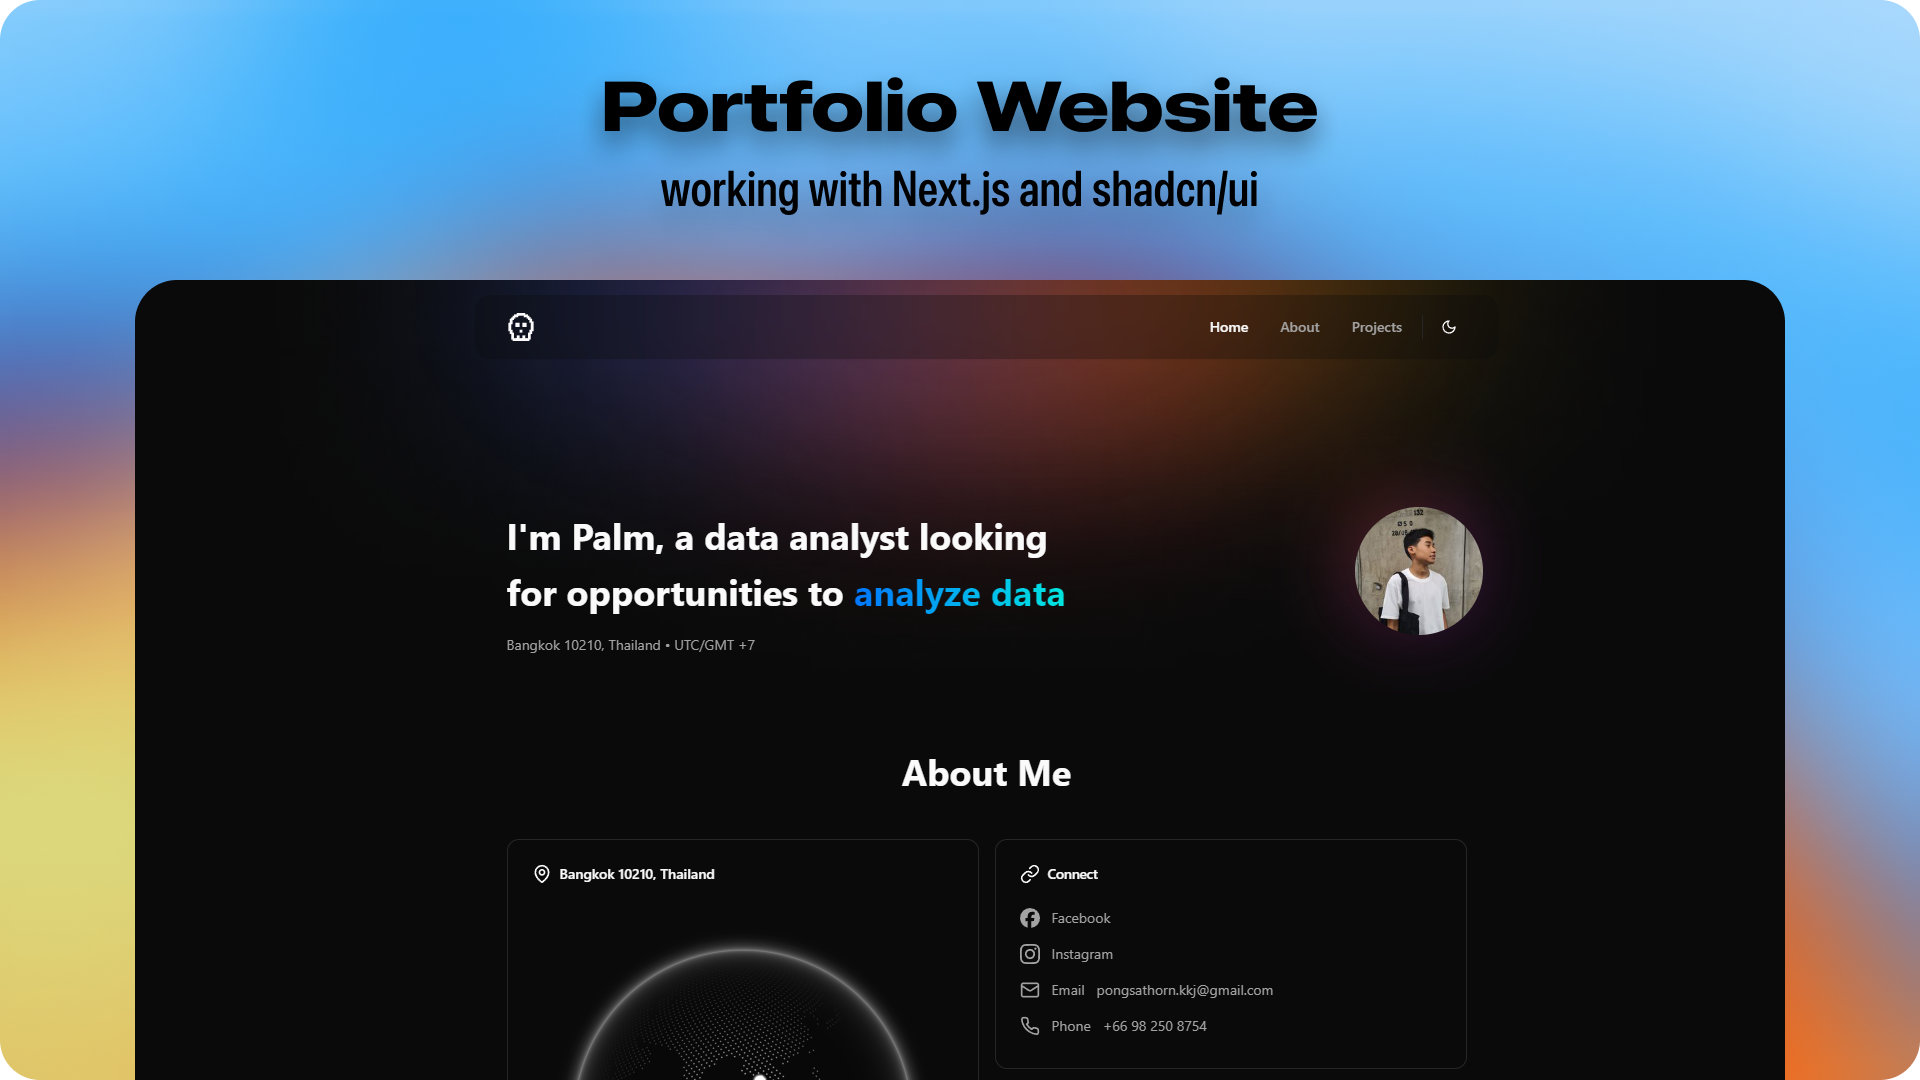 Portfolio Website
working with Next.js and shadcn/ui
Home About Projects
I'm Palm, a data analyst looking
for opportunities to analyze data
Bangkok 10210, Thailand • UTC/GMT +7
About Me
Bangkok 10210, Thailand
Connect
Facebook
Instagram
Email pongsathorn.kkj@gmail.com
Phone +66 98 250 8754